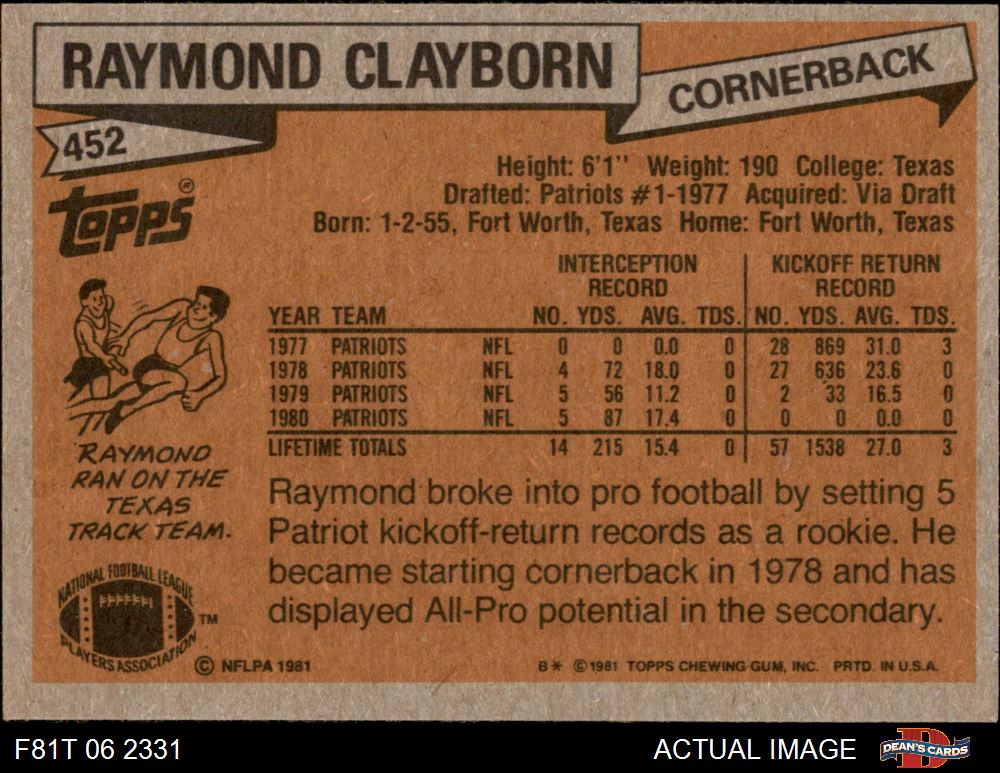 RAYMOND CLAYBORN
CORNERBACK
452
TOPPS®
Height: 6'1'' Weight: 190 College: Texas
Drafted: Patriots #1-1977 Acquired: Via Draft
Born: 1-2-55, Fort Worth, Texas Home: Fort Worth, Texas
INTERCEPTION RECORD KICKOFF RETURN RECORD
YEAR TEAM NO. YDS. AVG. TDS. NO. YDS. AVG. TDS.
1977 PATRIOTS NFL 0 0 0.0 0 28 869 31.0 3
1978 PATRIOTS NFL 4 72 18.0 0 27 636 23.6 0
1979 PATRIOTS NFL 5 56 11.2 0 2 33 16.5 0
1980 PATRIOTS NFL 5 87 17.4 0 0 0 0.0 0
LIFETIME TOTALS 14 215 15.4 0 57 1538 27.0 3
RAYMOND
RAN ON THE
TEXAS
TRACK TEAM.
Raymond broke into pro football by setting 5
Patriot kickoff-return records as a rookie. He
became starting cornerback in 1978 and has
displayed All-Pro potential in the secondary.
NATIONAL FOOTBALL LEAGUE
PLAYERS ASSOCIATION
TM
© NFLPA 1981
B* © 1981 TOPPS CHEWING GUM, INC. PRTD. IN U.S.A.
F81T 06 2331
ACTUAL IMAGE
DEAN'S CARDS